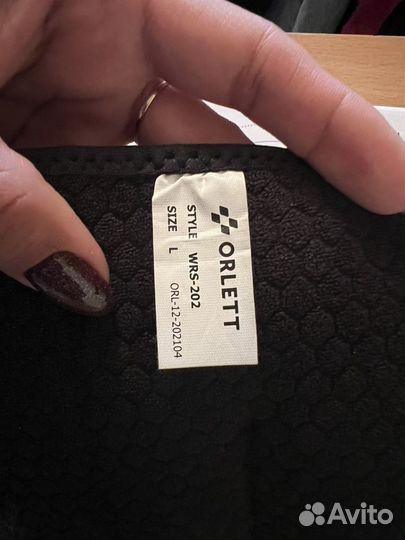 ORLETT
STYLE WRS-202
SIZE L
ORL-12-202104
Avito